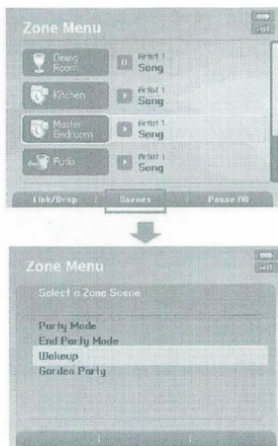 Zone Menu
Dining
Room
Artist 1
Song
Kitchen
Artist 1
Song
Master
Bedroom
Artist 1
Song
Patio
Artist 1
Song
Link/Drop
Scenes
Pause All
Zone Menu
Select a Zone Scene
Party Mode
End Party Mode
Wakeup
Garden Party